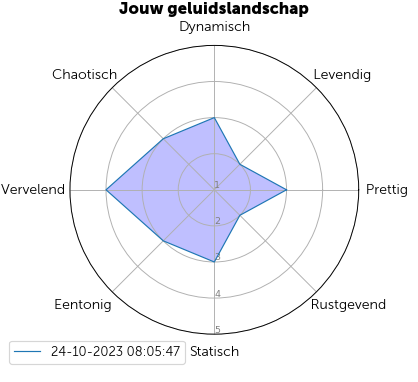 Jouw geluidslandschap
Dynamisch
Chaotisch
Levendig
Vervelend
1
Prettig
2
3
4
Eentonig
Rustgevend
5
24-10-2023 08:05:47
Statisch